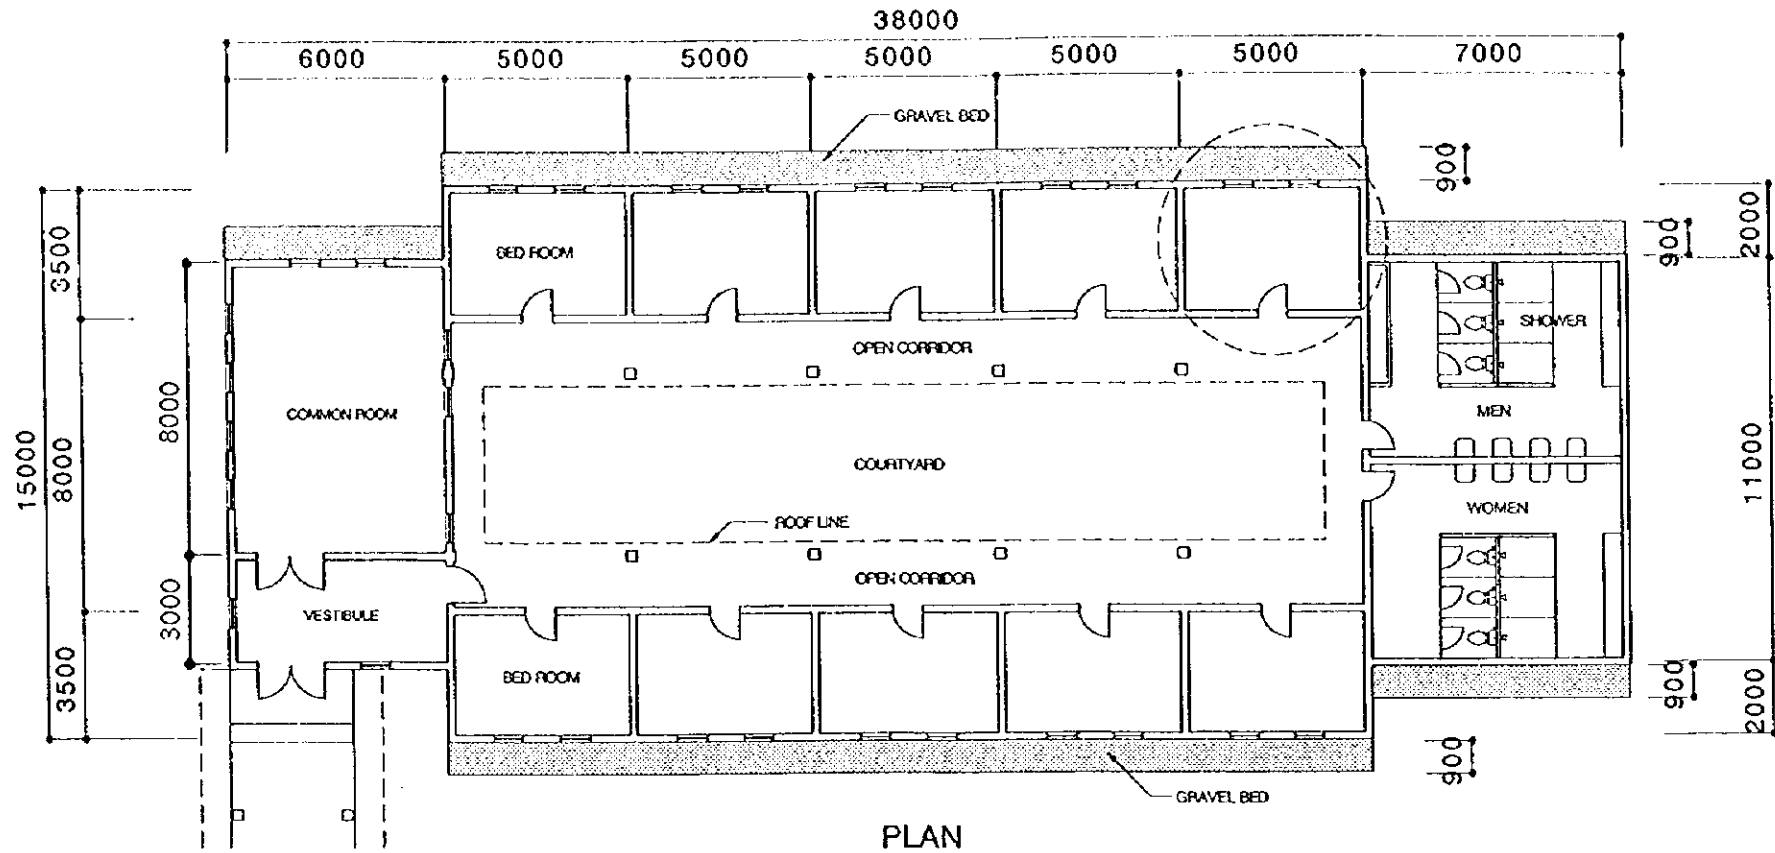 38000
6000 5000 5000 5000 5000 5000 7000
GRAVEL BED
900
2000
3500
BED ROOM
900
OPEN CORRIDOR
SHOWER
COMMON ROOM
MEN
8000
15000
8000
COURTYARD
11000
WOMEN
ROOF LINE
OPEN CORRIDOR
3000
VESTIBULE
3500
BED ROOM
900
2000
900
GRAVEL BED
PLAN